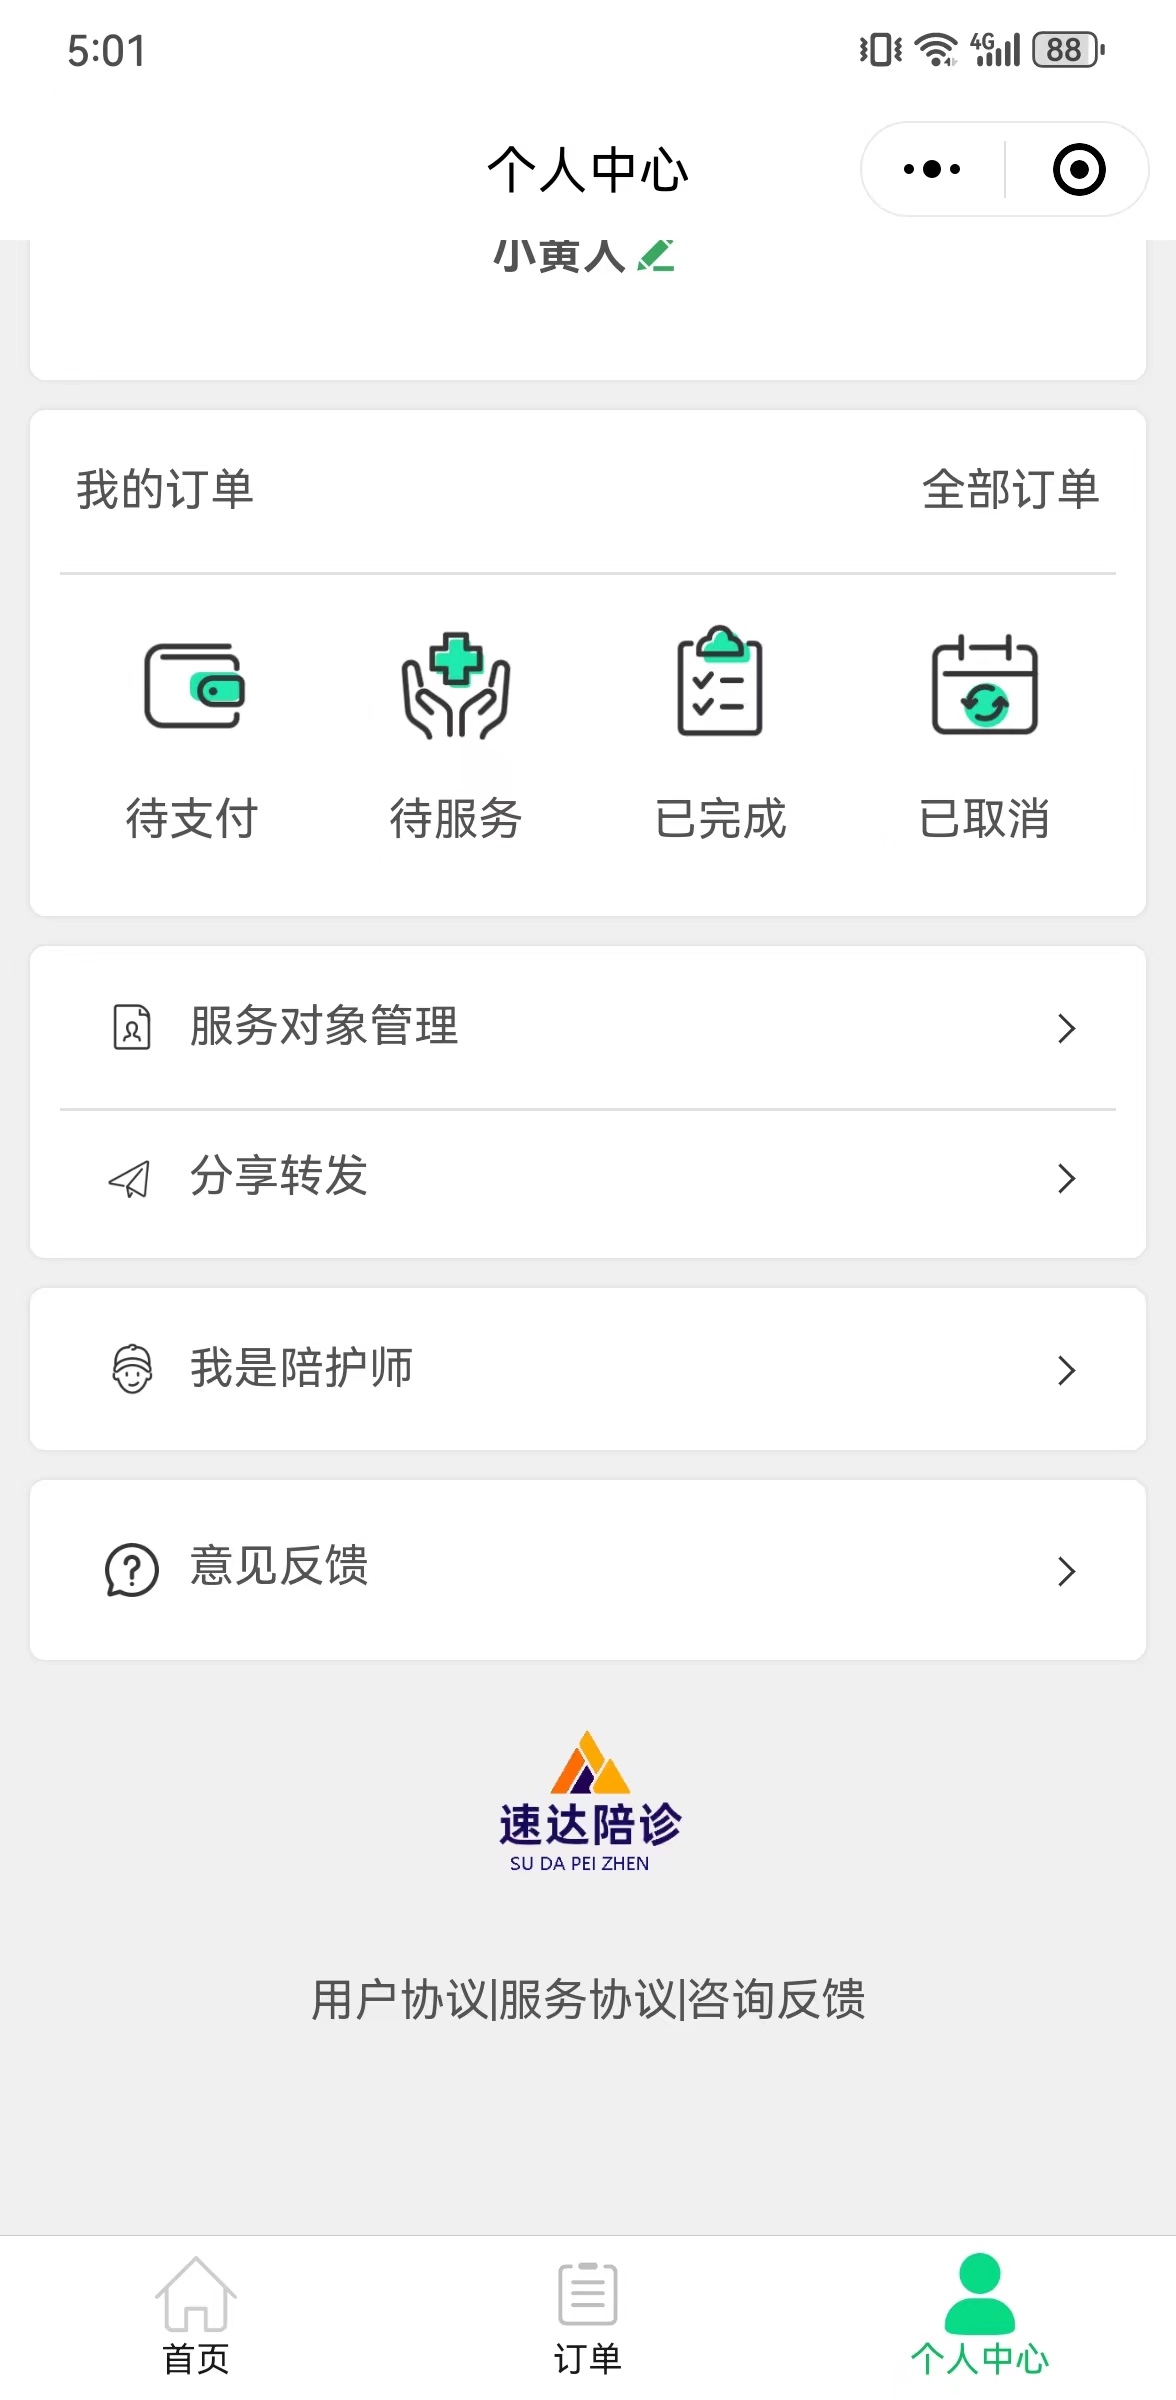 5:01
4G
88
个人中心
小黄人
我的订单 全部订单
待支付 待服务 已完成 已取消
服务对象管理
分享转发
我是陪护师
意见反馈
速达陪诊
SU DA PEI ZHEN
用户协议|服务协议|咨询反馈
首页 订单 个人中心